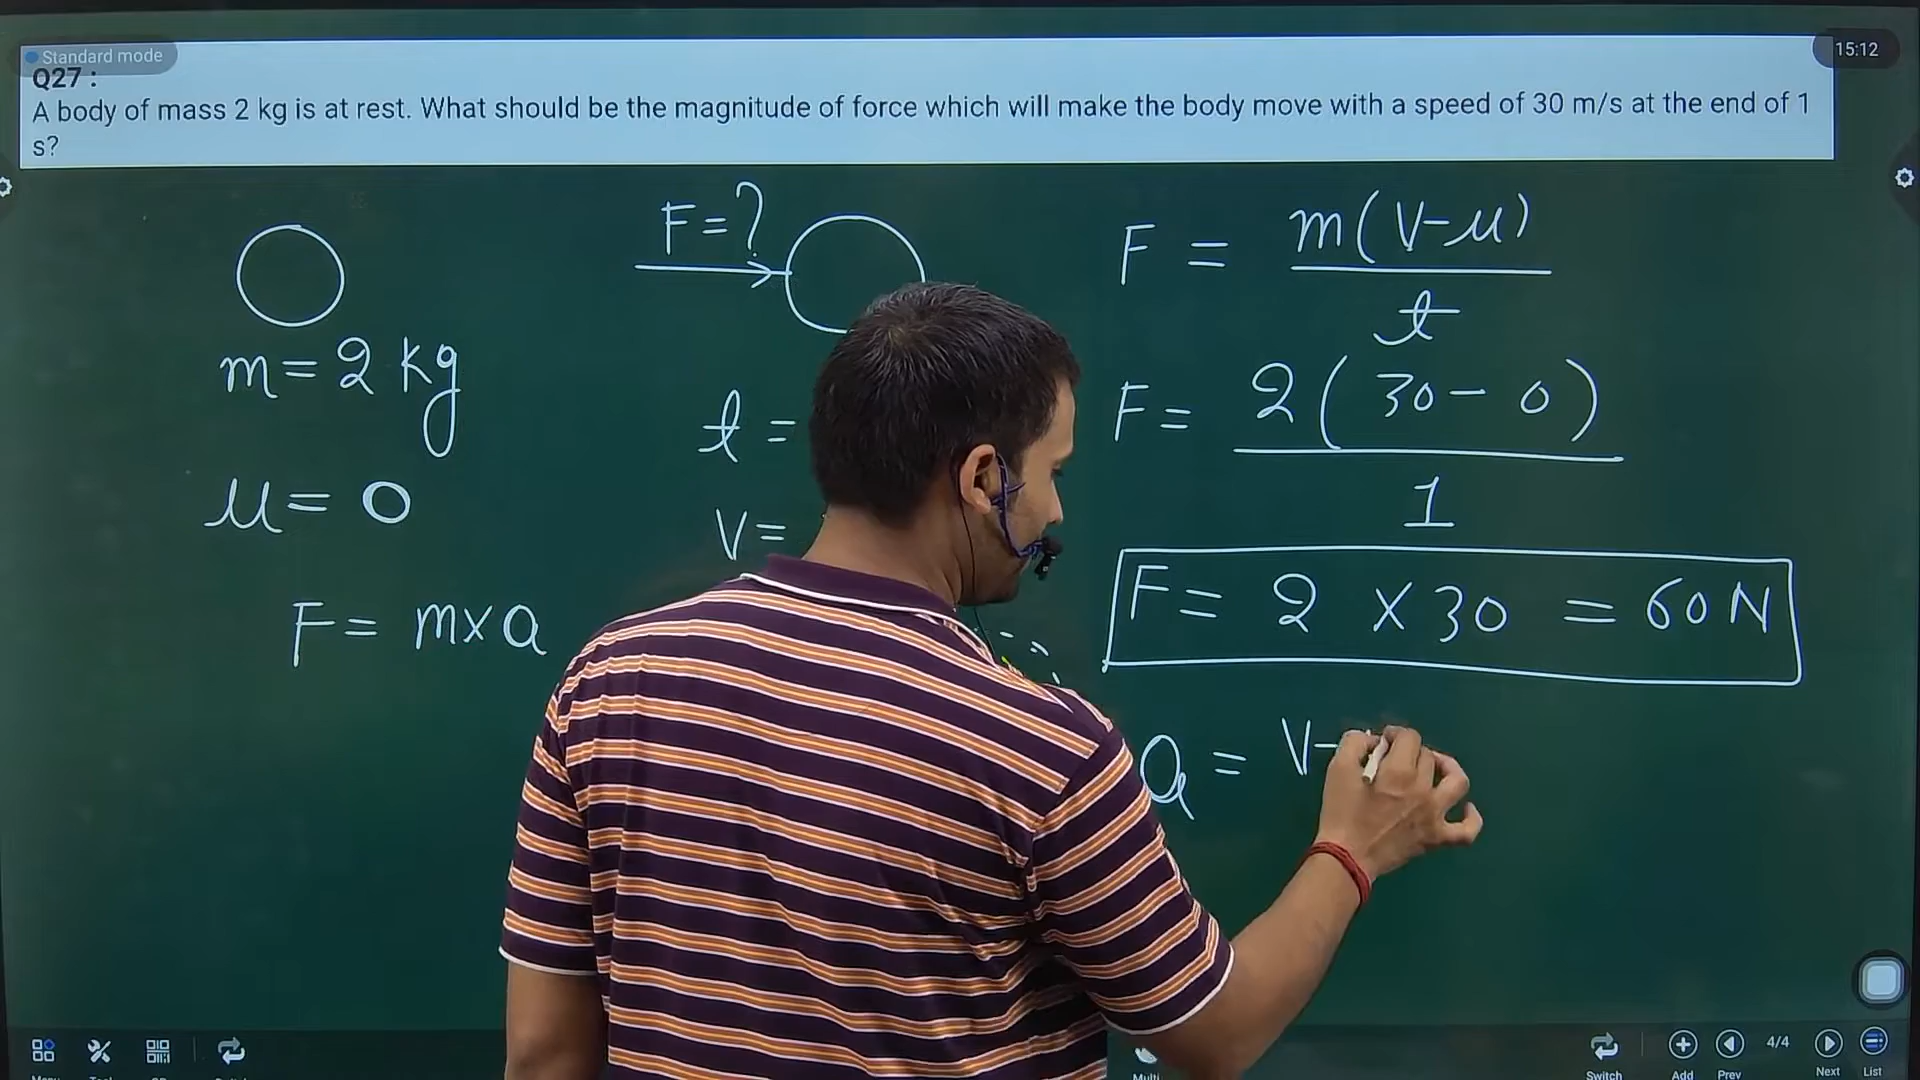 Standard mode
15:12
Q27 :
A body of mass 2 kg is at rest. What should be the magnitude of force which will make the body move with a speed of 30 m/s at the end of 1
s?
m = 2 kg
u = 0
F = m x a
F = ?
t =
V =
F = m(V-u)
t
F = 2(30 - 0)
1
F = 2 x 30 = 60 N
a = V-
Switch
Add
Prev
4/4
Next
List